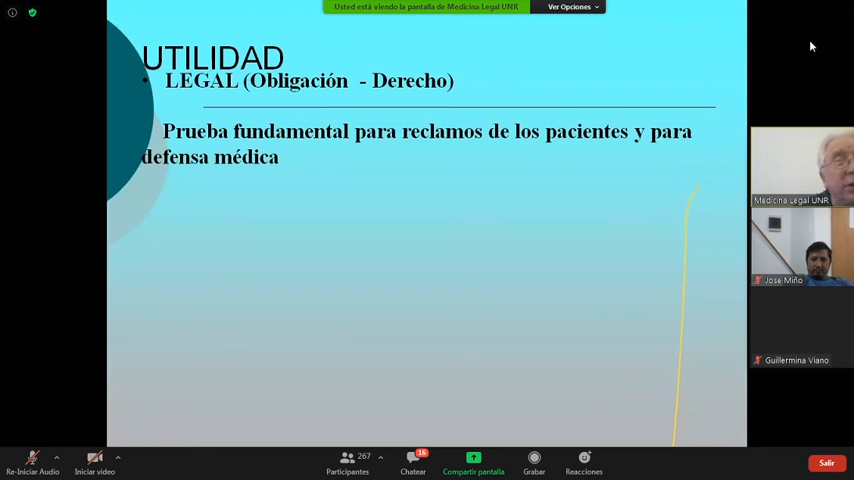 Usted está viendo la pantalla de Medicina Legal UNR
Ver Opciones
UTILIDAD
• LEGAL (Obligación - Derecho)
Prueba fundamental para reclamos de los pacientes y para
defensa médica
Medicina Legal UNR
José Miño
Guillermina Viano
267
16
Re-Iniciar Audio
Iniciar video
Participantes
Chatear
Compartir pantalla
Grabar
Reacciones
Salir